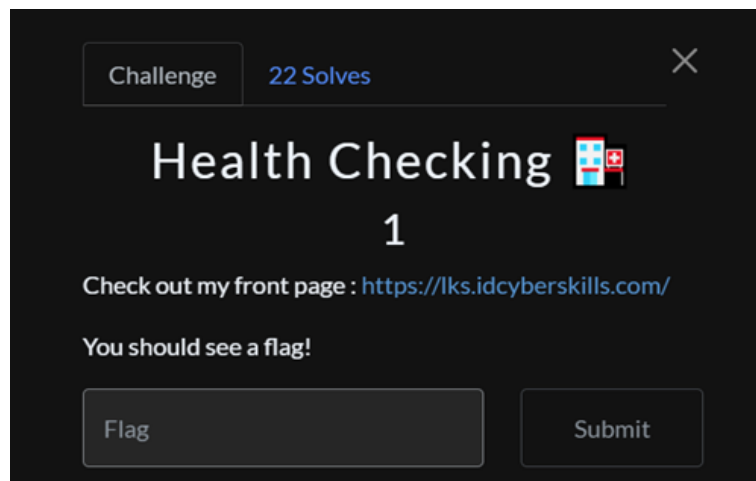 Challenge 22 Solves
Health Checking 🏥
1
Check out my front page : https://lks.idcyberskills.com/
You should see a flag!
Flag Submit